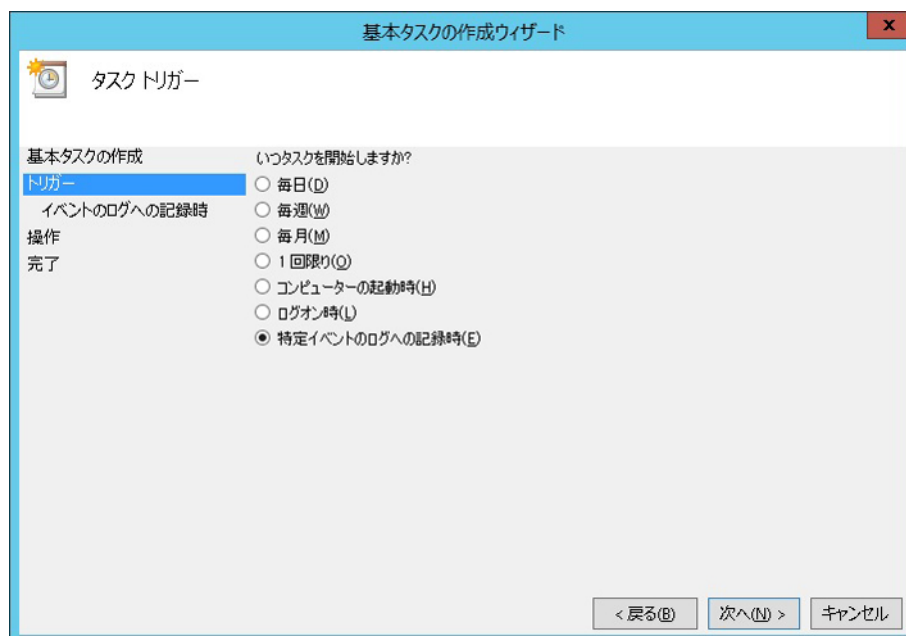 基本タスクの作成ウィザード
x
タスク トリガー
基本タスクの作成
トリガー
イベントのログへの記録時
操作
完了
いつタスクを開始しますか?
毎日(D)
毎週(W)
毎月(M)
1 回限り(O)
コンピューターの起動時(H)
ログオン時(L)
特定イベントのログへの記録時(E)
< 戻る(B)
次へ(N) >
キャンセル